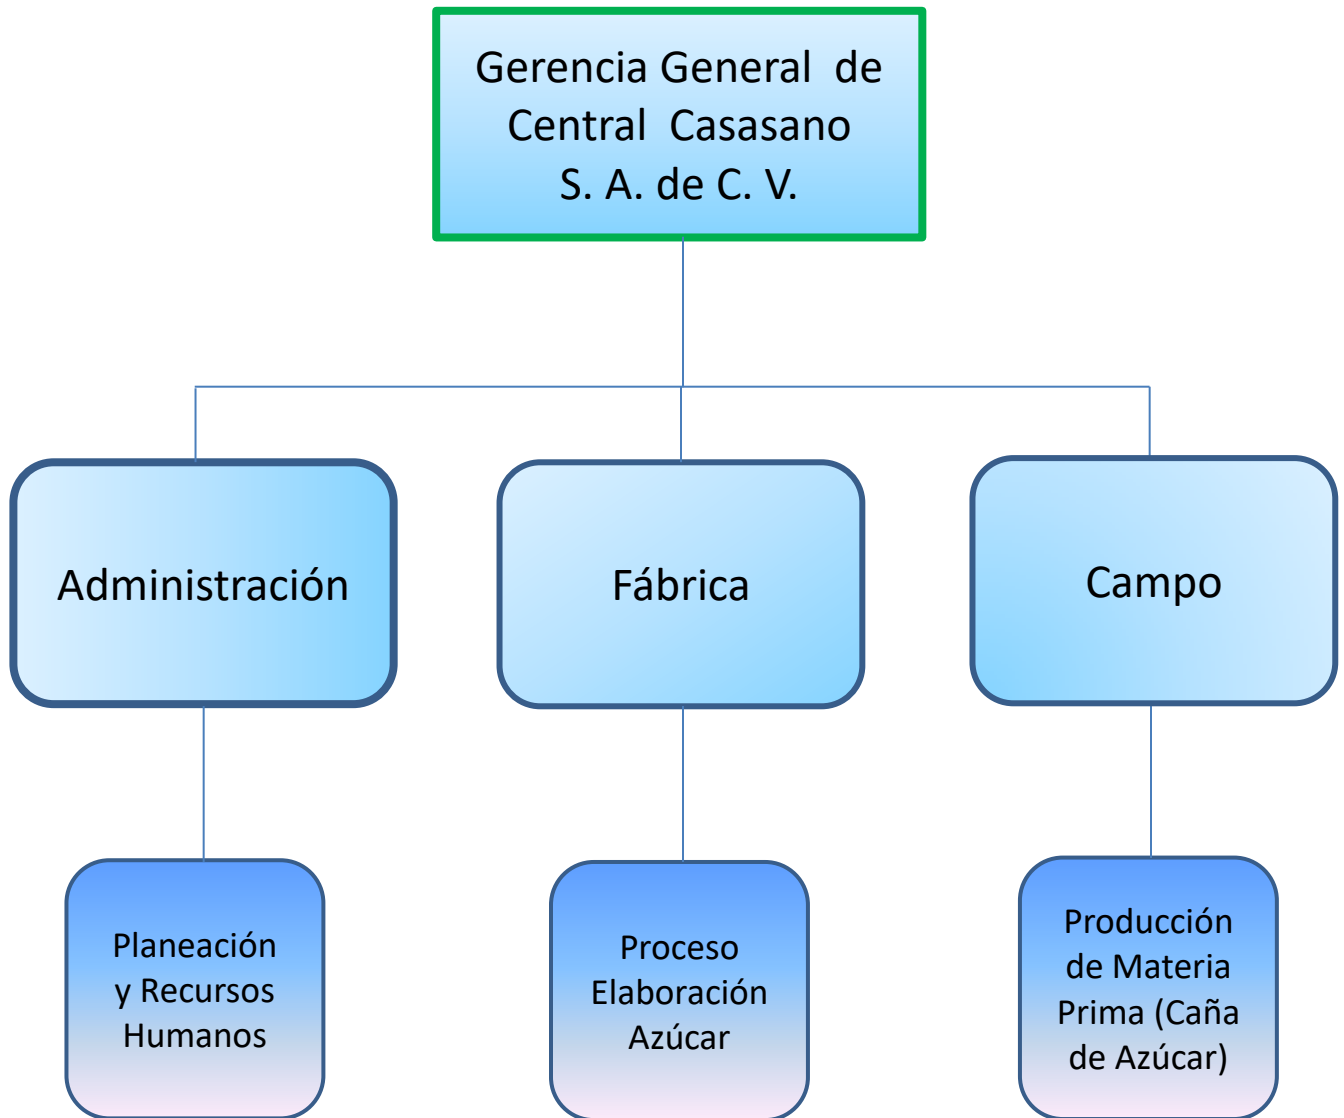 Gerencia General de
Central Casasano
S. A. de C. V.
Administración
Fábrica
Campo
Planeación
y Recursos
Humanos
Proceso
Elaboración
Azúcar
Producción
de Materia
Prima (Caña
de Azúcar)